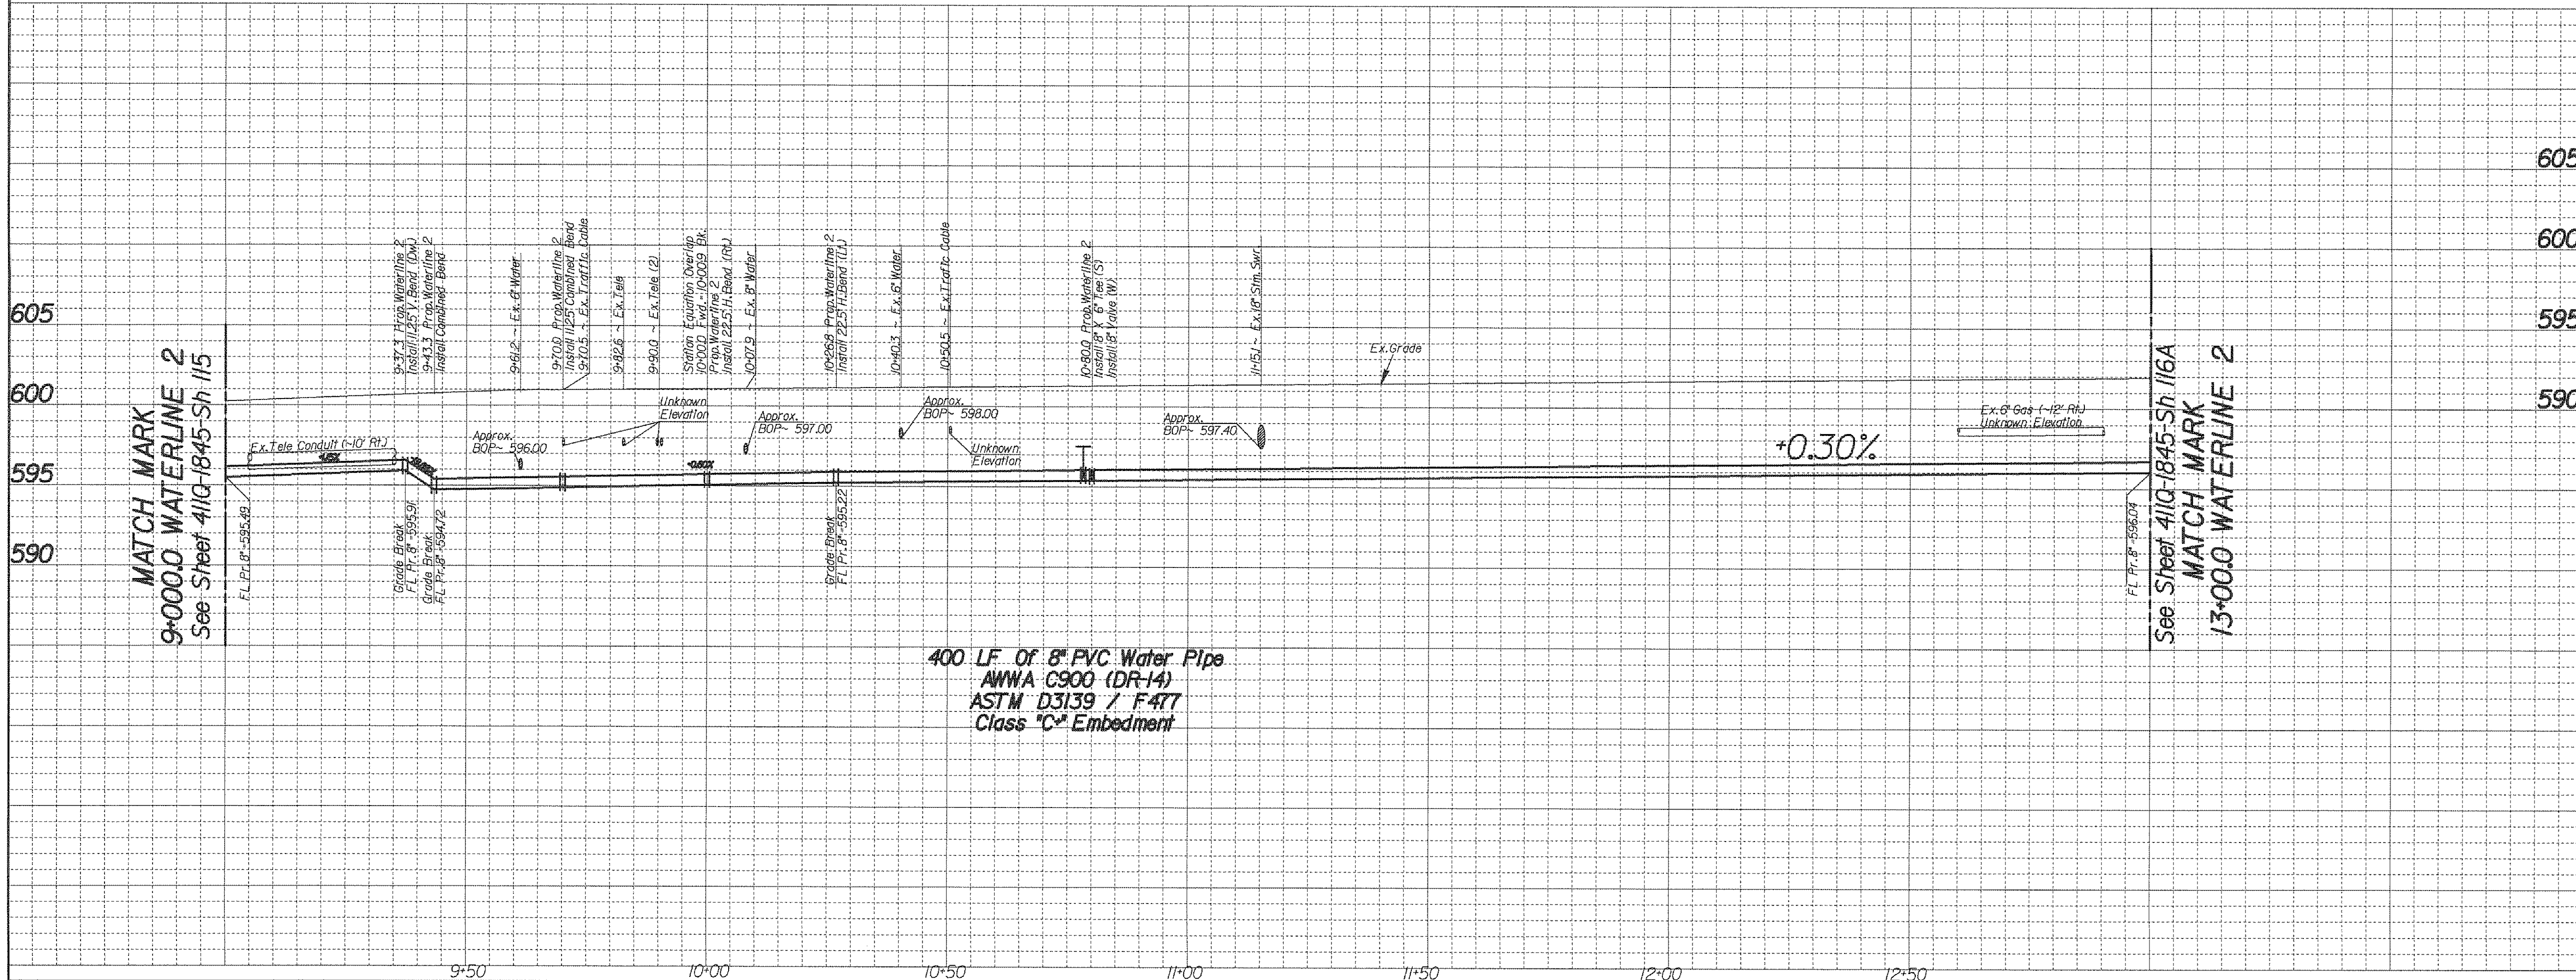 605
600
595
590
605
600
595
590
MATCH MARK
9+00.0 WATERLINE 2
See Sheet 411Q-1845-Sh 115
9+37.3 Prop. Waterline 2
Install 11.25° V. Bend (Dw.)
9+43.3 Prop. Waterline 2
Install Combined Bend
9+61.2 ~ Ex. 6" Water
9+70.0 Prop. Waterline 2
Install 11.25° Combined Bend
9+70.5 ~ Ex. Traffic Cable
9+82.6 ~ Ex. Tele
9+90.0 ~ Ex. Tele (2)
Station Equation Overlap
10+00.0 Fwd.=10+00.9 Bk.
Prop. Waterline 2
Install 22.5° H. Bend (Rt.)
10+07.9 ~ Ex. 8" Water
10+26.8 Prop. Waterline 2
Install 22.5° H. Bend (Lt.)
10+40.3 ~ Ex. 6" Water
10+50.5 ~ Ex Traffic Cable
10+80.0 Prop. Waterline 2
Install 8" X 6" Tee (S)
Install 8" Valve (W)
11+15.1 ~ Ex. 18" Stm. Swr.
Ex. Grade
Ex. Tele Conduit (~10' Rt.)
Approx.
BOP~ 596.00
Unknown
Elevation
Approx.
BOP~ 597.00
Approx.
BOP~ 598.00
Unknown
Elevation
Approx.
BOP~ 597.40
Ex. 6" Gas (~12' Rt.)
Unknown Elevation
+0.60%
+0.30%
FL Pr. 8" -595.49
Grade Break
FL Pr. 8" -595.91
Grade Break
FL Pr. 8" -594.72
Grade Break
FL Pr. 8" -595.22
FL Pr. 8" -596.04
See Sheet 411Q-1845-Sh 116A
MATCH MARK
13+00.0 WATERLINE 2
400 LF Of 8" PVC Water Pipe
AWWA C900 (DR-14)
ASTM D3139 / F477
Class "C+" Embedment
9+50
10+00
10+50
11+00
11+50
12+00
12+50